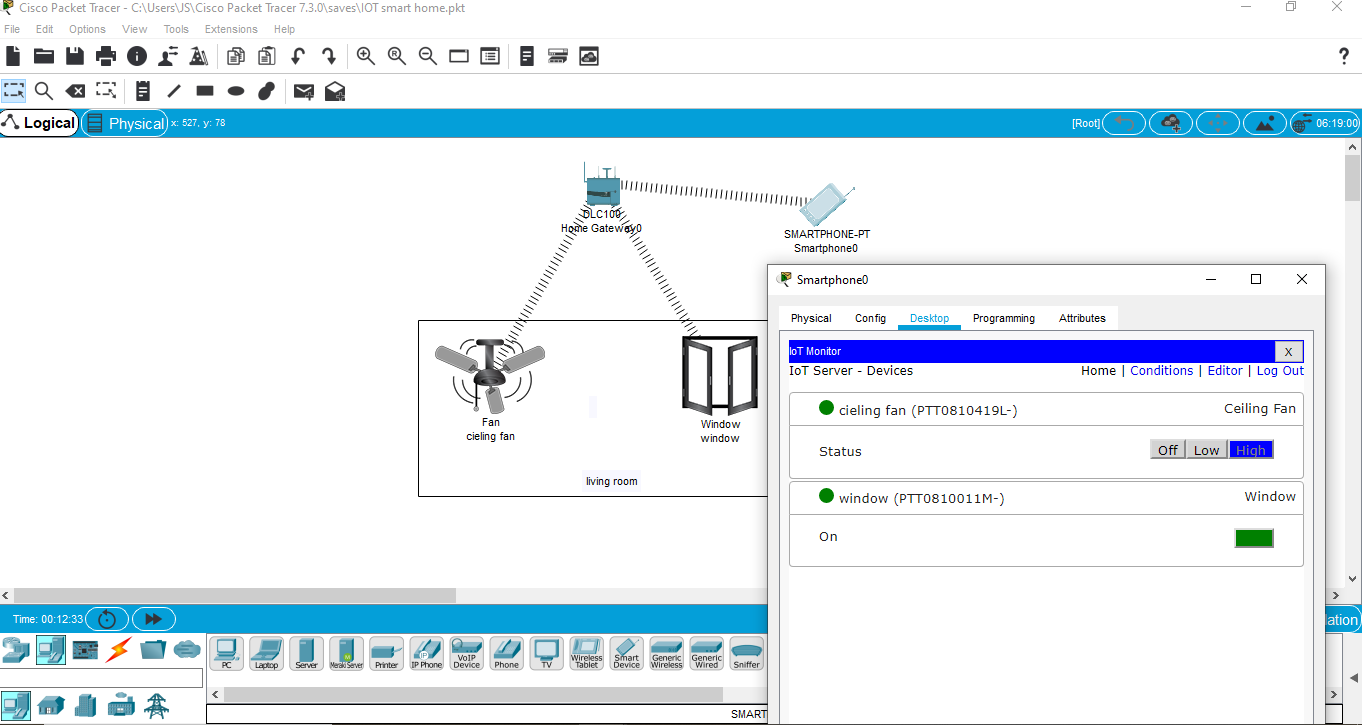 Cisco Packet Tracer - C:\Users\JS\Cisco Packet Tracer 7.3.0\saves\IOT smart home.pkt
File Edit Options View Tools Extensions Help
Logical Physical x: 527, y: 78 [Root] 06:19:00
DLC100
Home Gateway0
SMARTPHONE-PT
Smartphone0
Fan
cieling fan
Window
window
living room
Smartphone0
Physical Config Desktop Programming Attributes
IoT Monitor X
IoT Server - Devices Home | Conditions | Editor | Log Out
cieling fan (PTT0810419L-) Ceiling Fan
Status Off Low High
window (PTT0810011M-) Window
On
Time: 00:12:33
PC Laptop Server Meraki Server Printer IP Phone VoIP Device Phone TV Wireless Tablet Smart Device Generic Wireless Generic Wired Sniffer
SMART